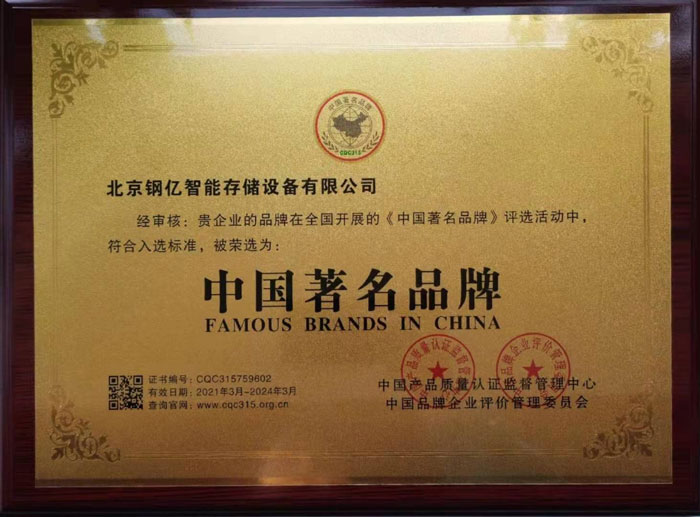 中国著名品牌
CQC315
北京钢亿智能存储设备有限公司
经审核：贵企业的品牌在全国开展的《中国著名品牌》评选活动中，
符合入选标准，被荣选为：
中国著名品牌
FAMOUS BRANDS IN CHINA
证书编号：CQC315759602
有效日期：2021年3月-2024年3月
查询官网：www.cqc315.org.cn
中国产品质量认证监督管理中心
中国品牌企业评价管理委员会